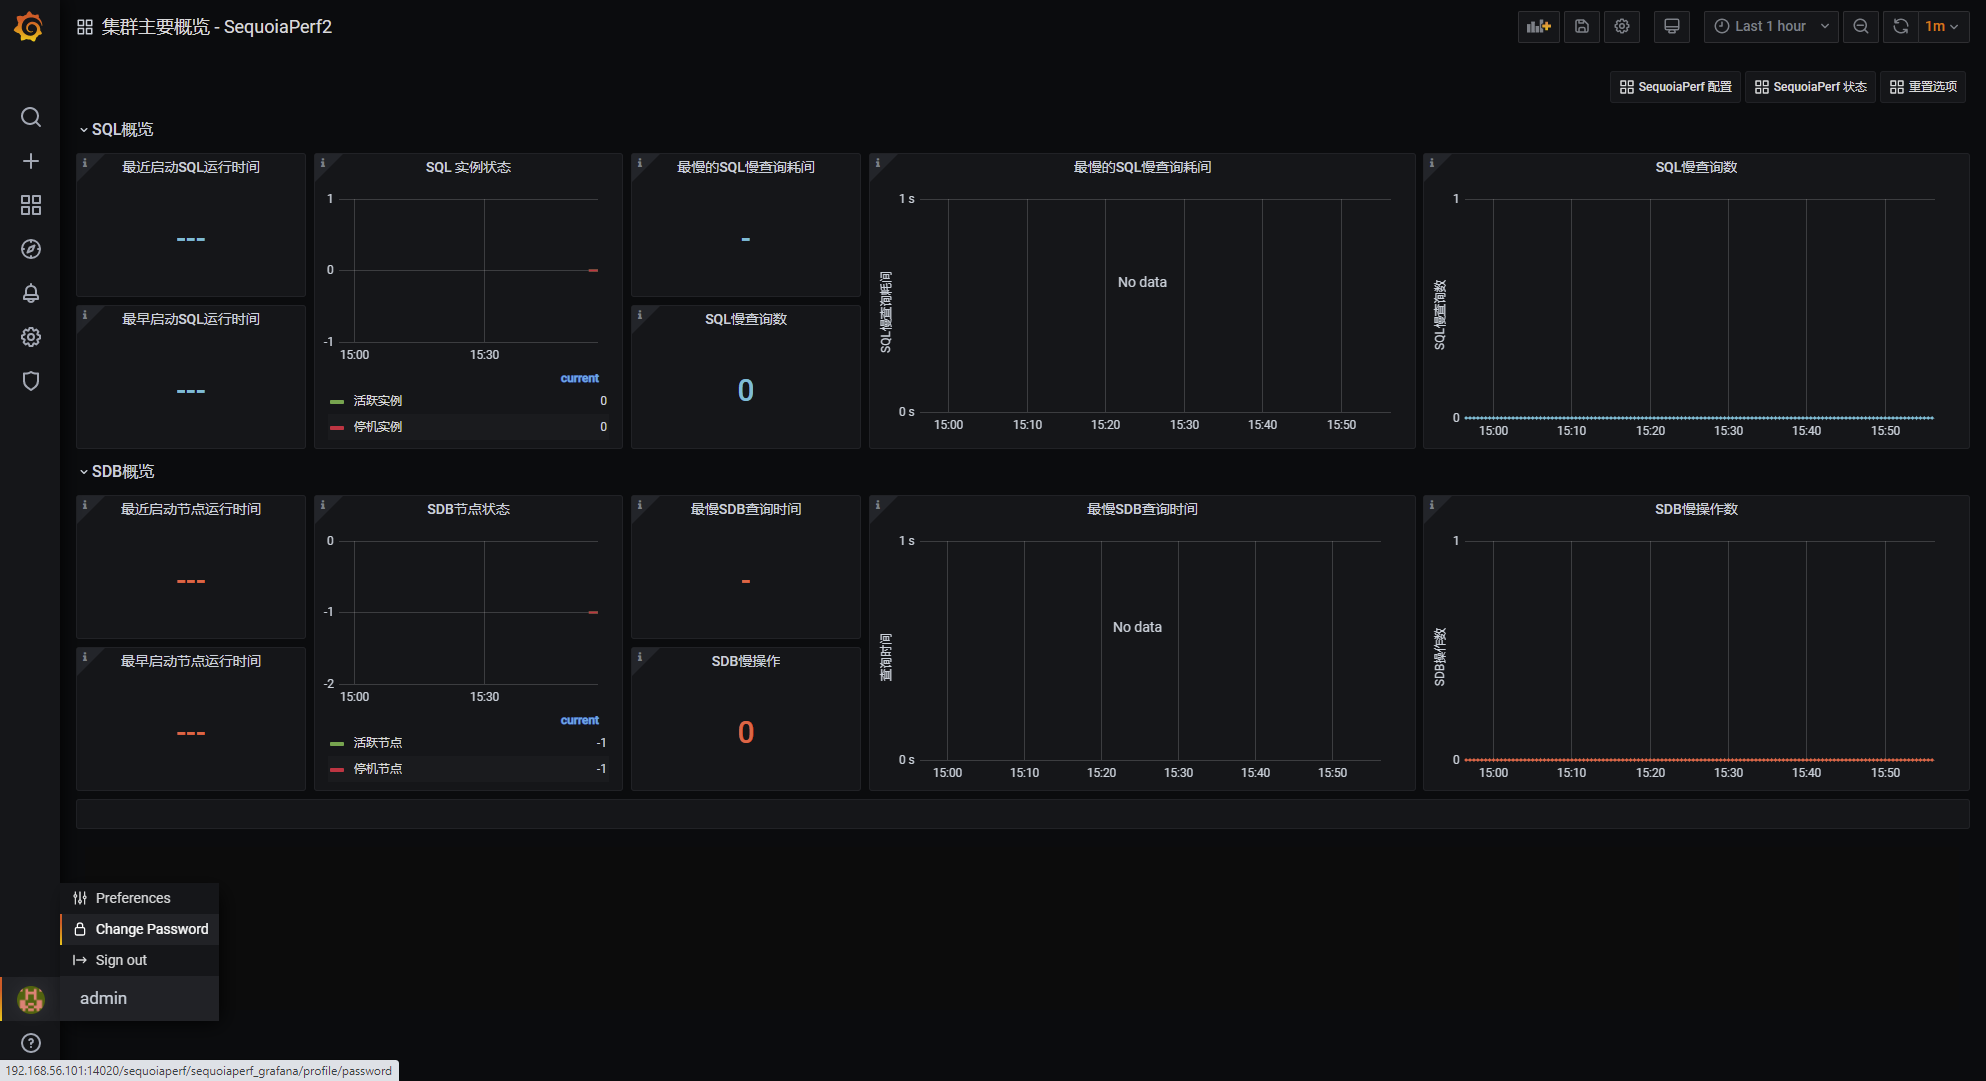 集群主要概览 - SequoiaPerf2
Last 1 hour
1m
SequoiaPerf 配置
SequoiaPerf 状态
重置选项
SQL概览
最近启动SQL运行时间
---
SQL 实例状态
1
0
-1
15:00
15:30
current
活跃实例
0
停机实例
0
最慢的SQL慢查询耗间
-
最慢的SQL慢查询耗间
SQL慢查询耗间
1 s
No data
0 s
15:00
15:10
15:20
15:30
15:40
15:50
SQL慢查询数
SQL慢查询数
1
0
15:00
15:10
15:20
15:30
15:40
15:50
最早启动SQL运行时间
---
SQL慢查询数
0
SDB概览
最近启动节点运行时间
---
SDB节点状态
0
-1
-2
15:00
15:30
current
活跃节点
-1
停机节点
-1
最慢SDB查询时间
-
最慢SDB查询时间
查询时间
1 s
No data
0 s
15:00
15:10
15:20
15:30
15:40
15:50
SDB慢操作数
SDB操作数
1
0
15:00
15:10
15:20
15:30
15:40
15:50
最早启动节点运行时间
---
SDB慢操作
0
Preferences
Change Password
Sign out
admin
192.168.56.101:14020/sequoiaperf/sequoiaperf_grafana/profile/password